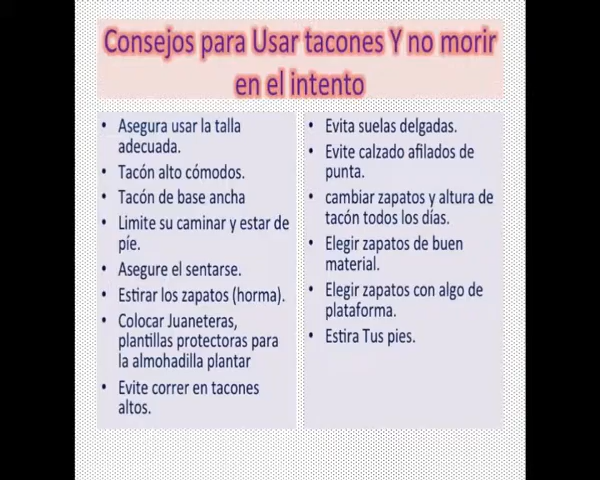 Consejos para Usar tacones Y no morir
en el intento
• Asegura usar la talla
adecuada.
• Tacón alto cómodos.
• Tacón de base ancha
• Limite su caminar y estar de
píe.
• Asegure el sentarse.
• Estirar los zapatos (horma).
• Colocar Juaneteras,
plantillas protectoras para
la almohadilla plantar
• Evite correr en tacones
altos.
• Evita suelas delgadas.
• Evite calzado afilados de
punta.
• cambiar zapatos y altura de
tacón todos los días.
• Elegir zapatos de buen
material.
• Elegir zapatos con algo de
plataforma.
• Estira Tus pies.